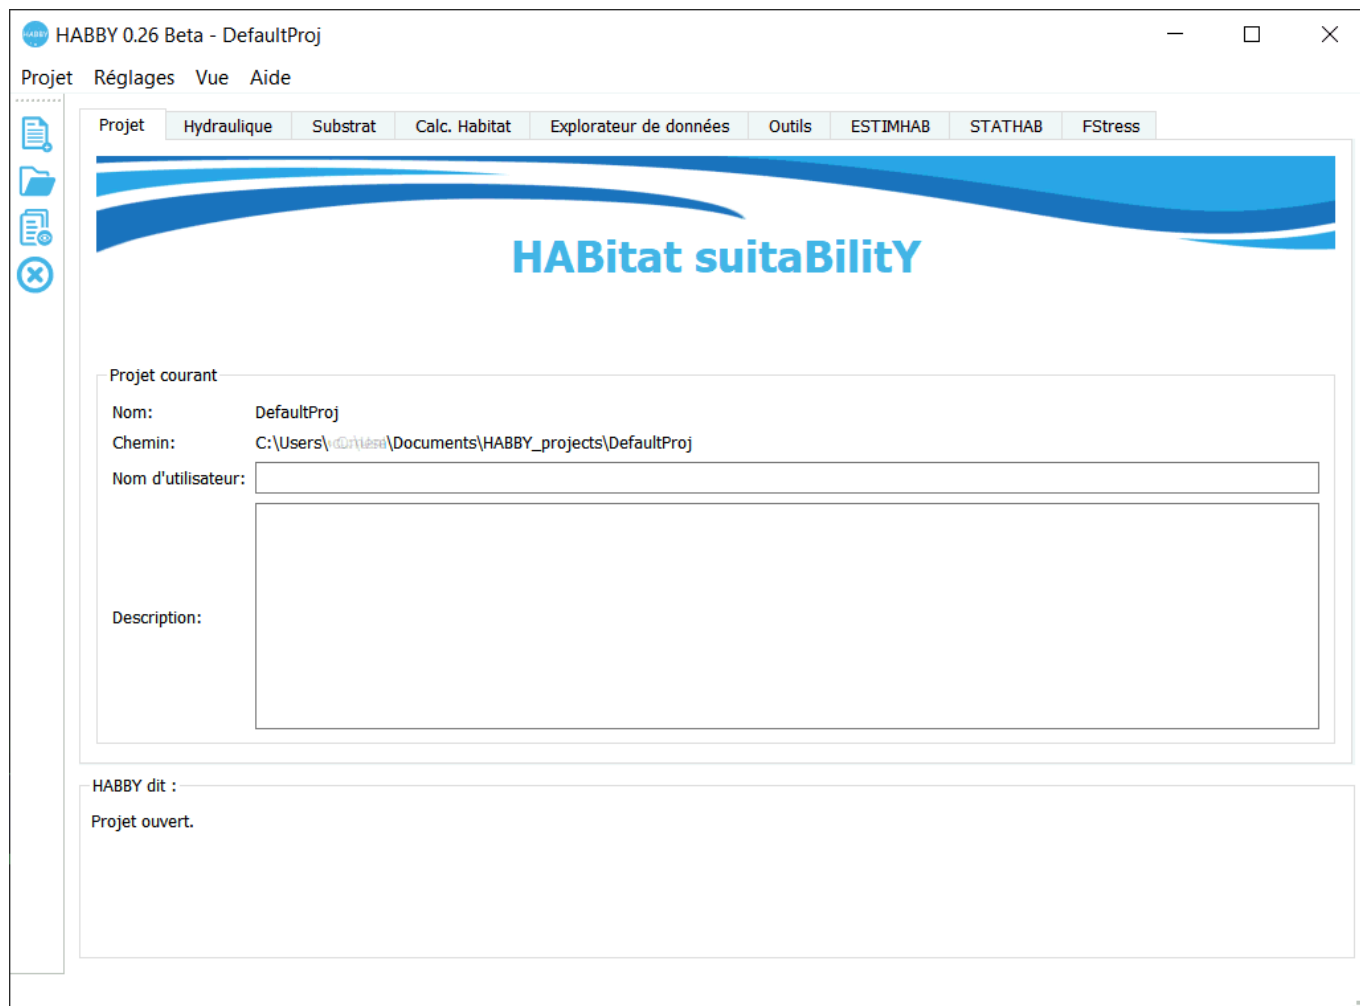 HABBY 0.26 Beta - DefaultProj
Projet Réglages Vue Aide
Projet Hydraulique Substrat Calc. Habitat Explorateur de données Outils ESTIMHAB STATHAB FStress
HABitat suitaBilitY
Projet courant
Nom: DefaultProj
Chemin: C:\Users\ \Documents\HABBY_projects\DefaultProj
Nom d'utilisateur:
Description:
HABBY dit :
Projet ouvert.